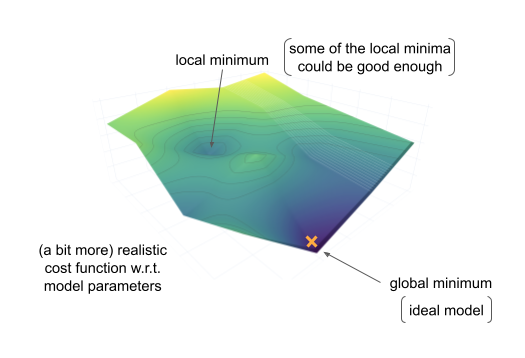 local minimum
some of the local minima
could be good enough
(a bit more) realistic
cost function w.r.t.
model parameters
global minimum
ideal model